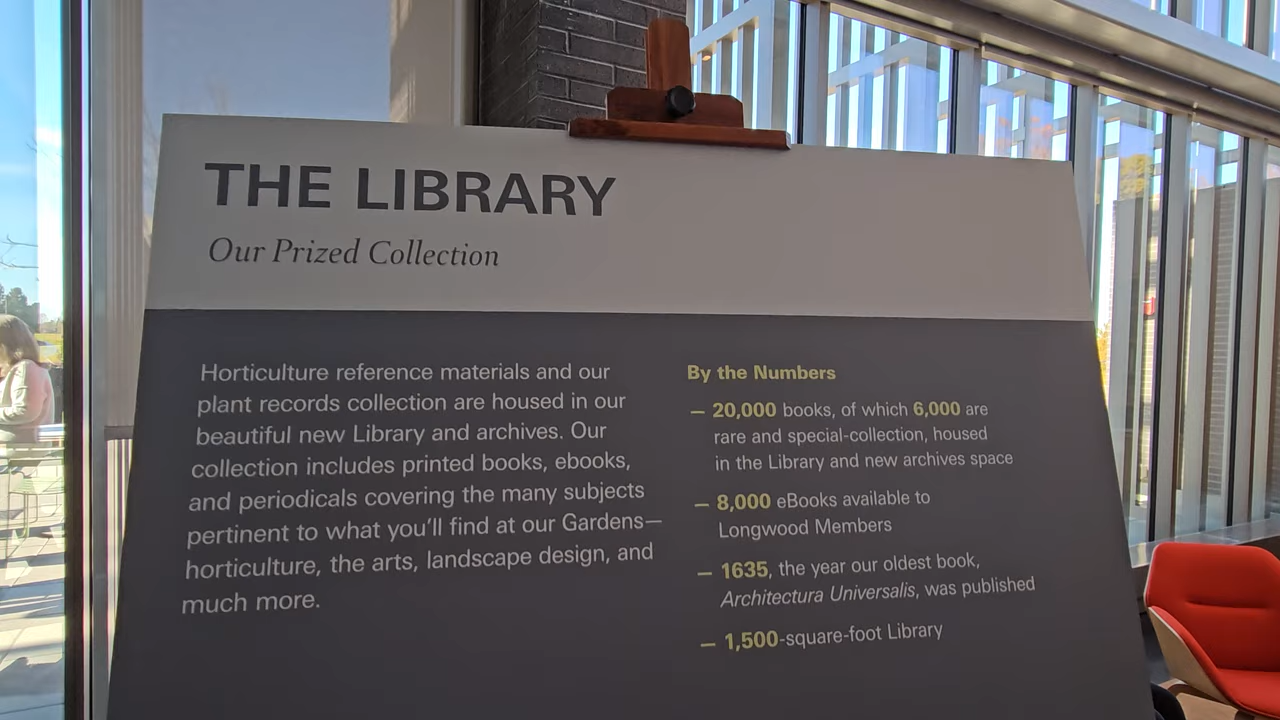 THE LIBRARY
Our Prized Collection
Horticulture reference materials and our
plant records collection are housed in our
beautiful new Library and archives. Our
collection includes printed books, ebooks,
and periodicals covering the many subjects
pertinent to what you'll find at our Gardens—
horticulture, the arts, landscape design, and
much more.
By the Numbers
— 20,000 books, of which 6,000 are
rare and special-collection, housed
in the Library and new archives space
— 8,000 eBooks available to
Longwood Members
— 1635, the year our oldest book,
Architectura Universalis, was published
— 1,500-square-foot Library